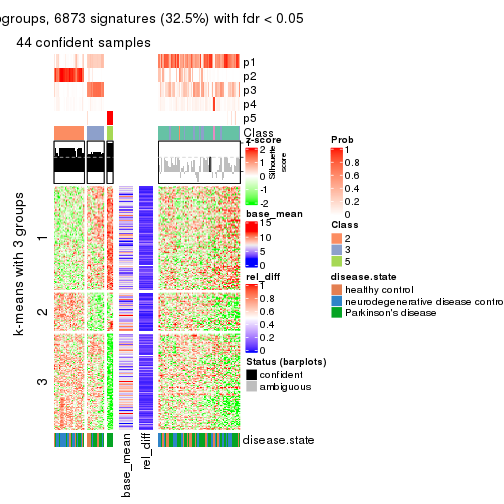 ogroups, 6873 signatures (32.5%) with fdr < 0.05
44 confident samples
p1
p2
p3
p4
p5
Class
k-means with 3 groups
1
2
3
base_mean
rel_diff
disease.state
Silhouette
score
z-score
2
1
0
-1
-2
base_mean
15
10
5
0
rel_diff
1
0.8
0.6
0.4
0.2
0
Status (barplots)
confident
ambiguous
Prob
1
0.8
0.6
0.4
0.2
0
Class
2
3
5
disease.state
healthy control
neurodegenerative disease contro
Parkinson's disease